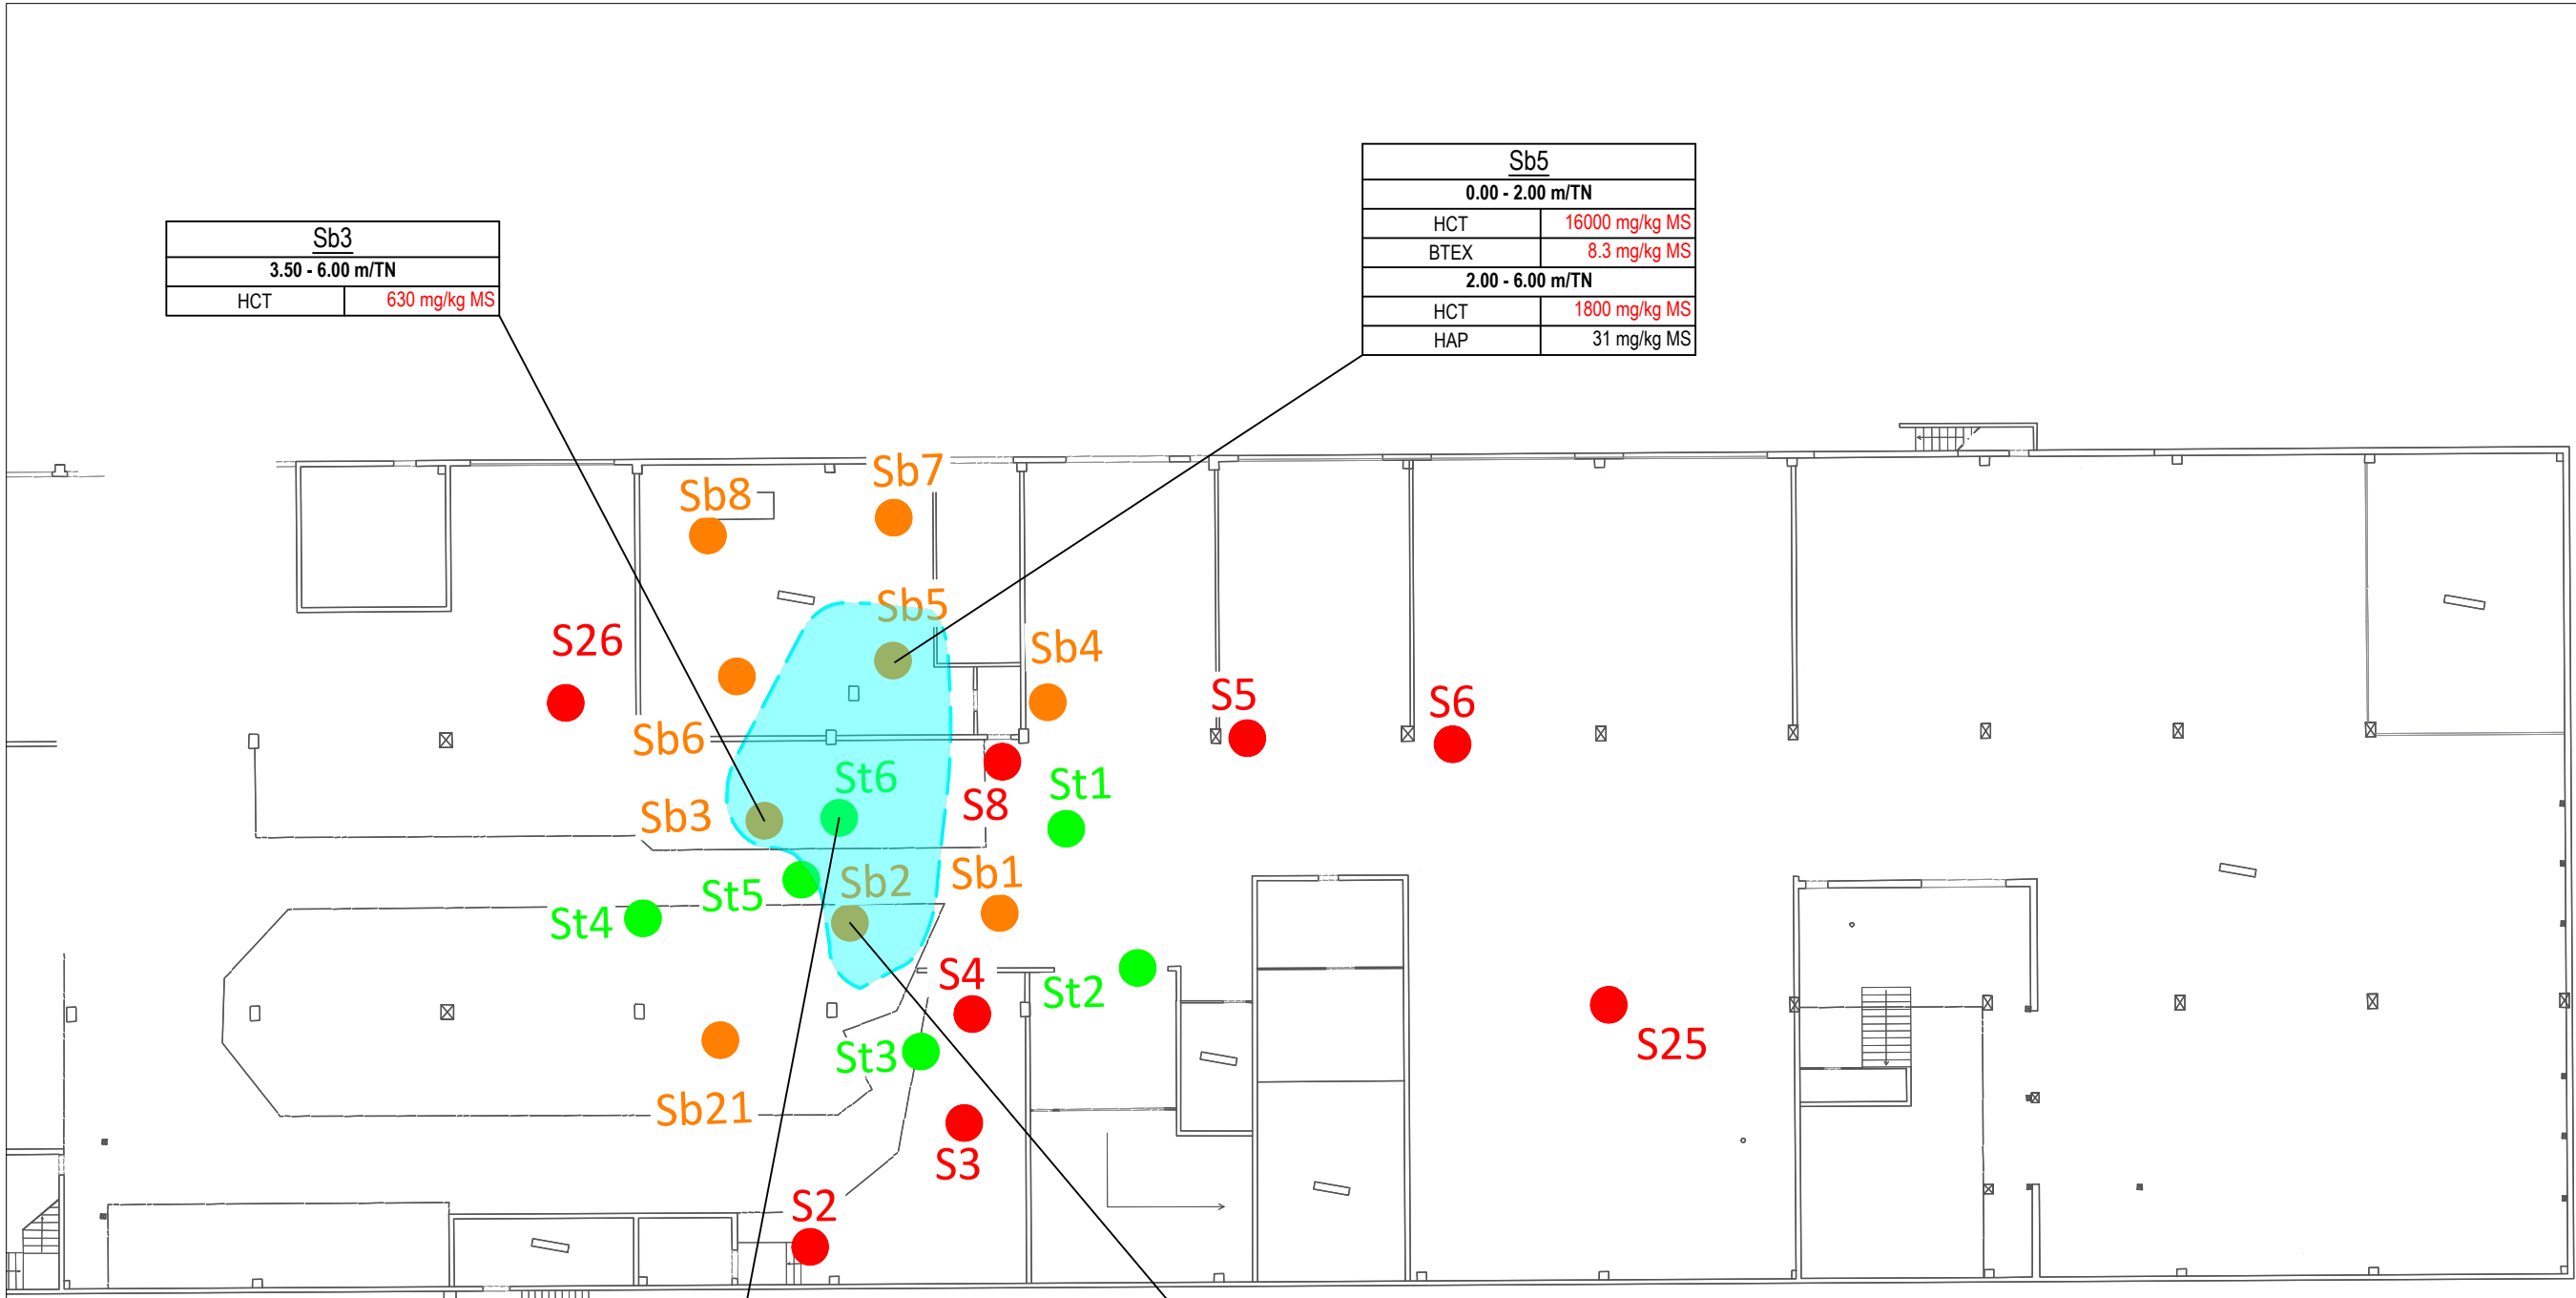 Sb5
0.00 - 2.00 m/TN
HCT 16000 mg/kg MS
BTEX 8.3 mg/kg MS
2.00 - 6.00 m/TN
HCT 1800 mg/kg MS
HAP 31 mg/kg MS
Sb3
3.50 - 6.00 m/TN
HCT 630 mg/kg MS
Sb7
Sb8
Sb5
S26
Sb4
S5
S6
Sb6
St6
St1
S8
Sb3
Sb1
Sb2
St5
St4
S4
St2
S25
St3
Sb21
S3
S2